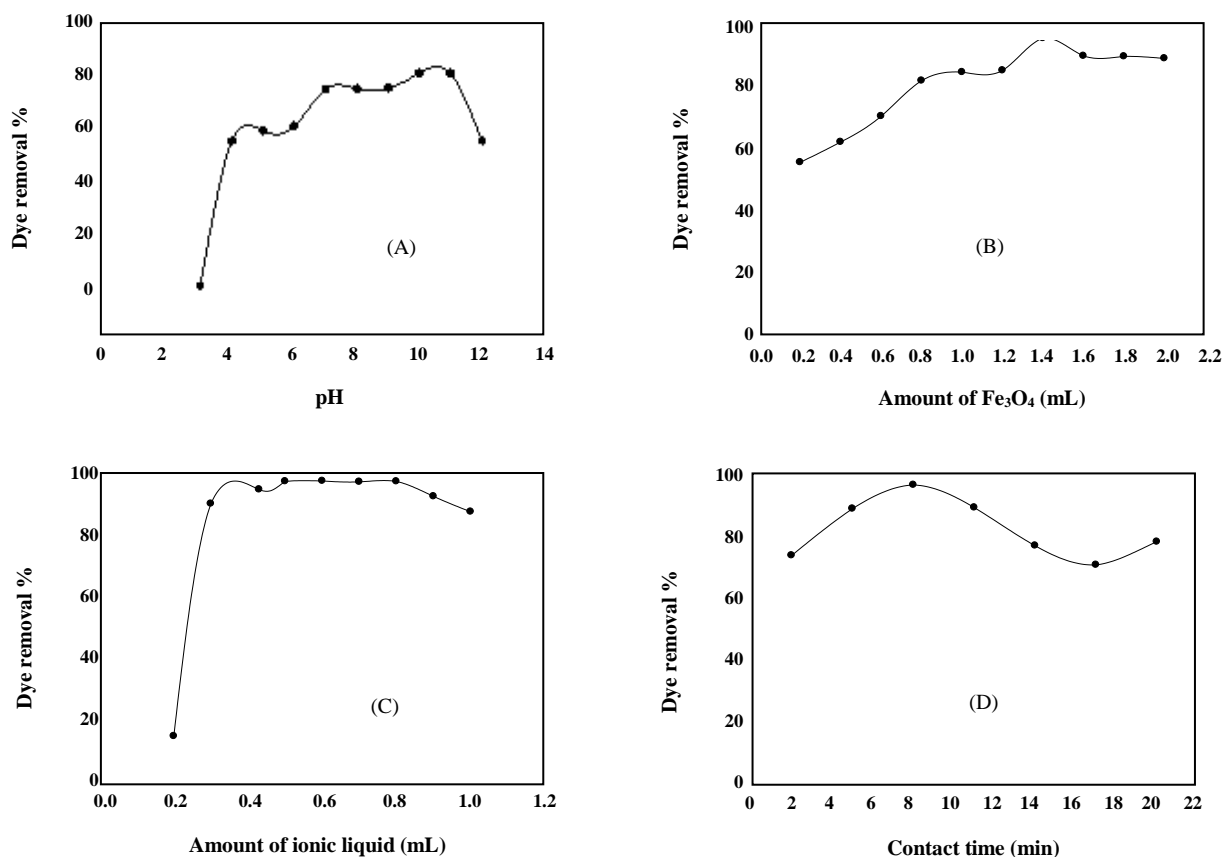 100
80
60
40
20
0
Dye removal %
(A)
0 2 4 6 8 10 12 14
pH
100
80
60
40
20
0
Dye removal %
(B)
0.0 0.2 0.4 0.6 0.8 1.0 1.2 1.4 1.6 1.8 2.0 2.2
Amount of Fe₃O₄ (mL)
100
80
60
40
20
0
Dye removal %
(C)
0.0 0.2 0.4 0.6 0.8 1.0 1.2
Amount of ionic liquid (mL)
100
80
60
40
20
0
Dye removal %
(D)
2 4 6 8 10 12 14 16 20 22
Contact time (min)